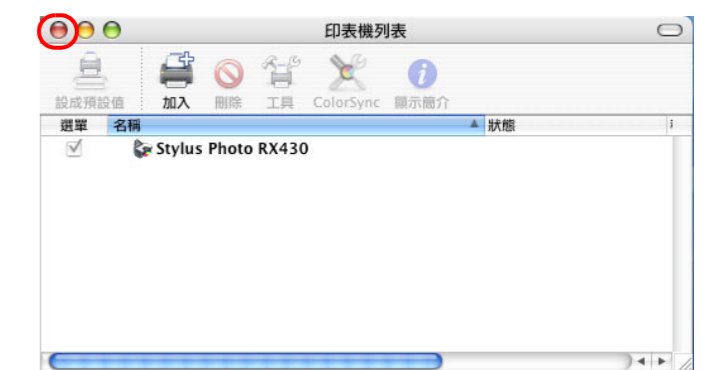 印表機列表
設成預設值 加入 刪除 工具 ColorSync 顯示簡介
選單 名稱 狀態
Stylus Photo RX430